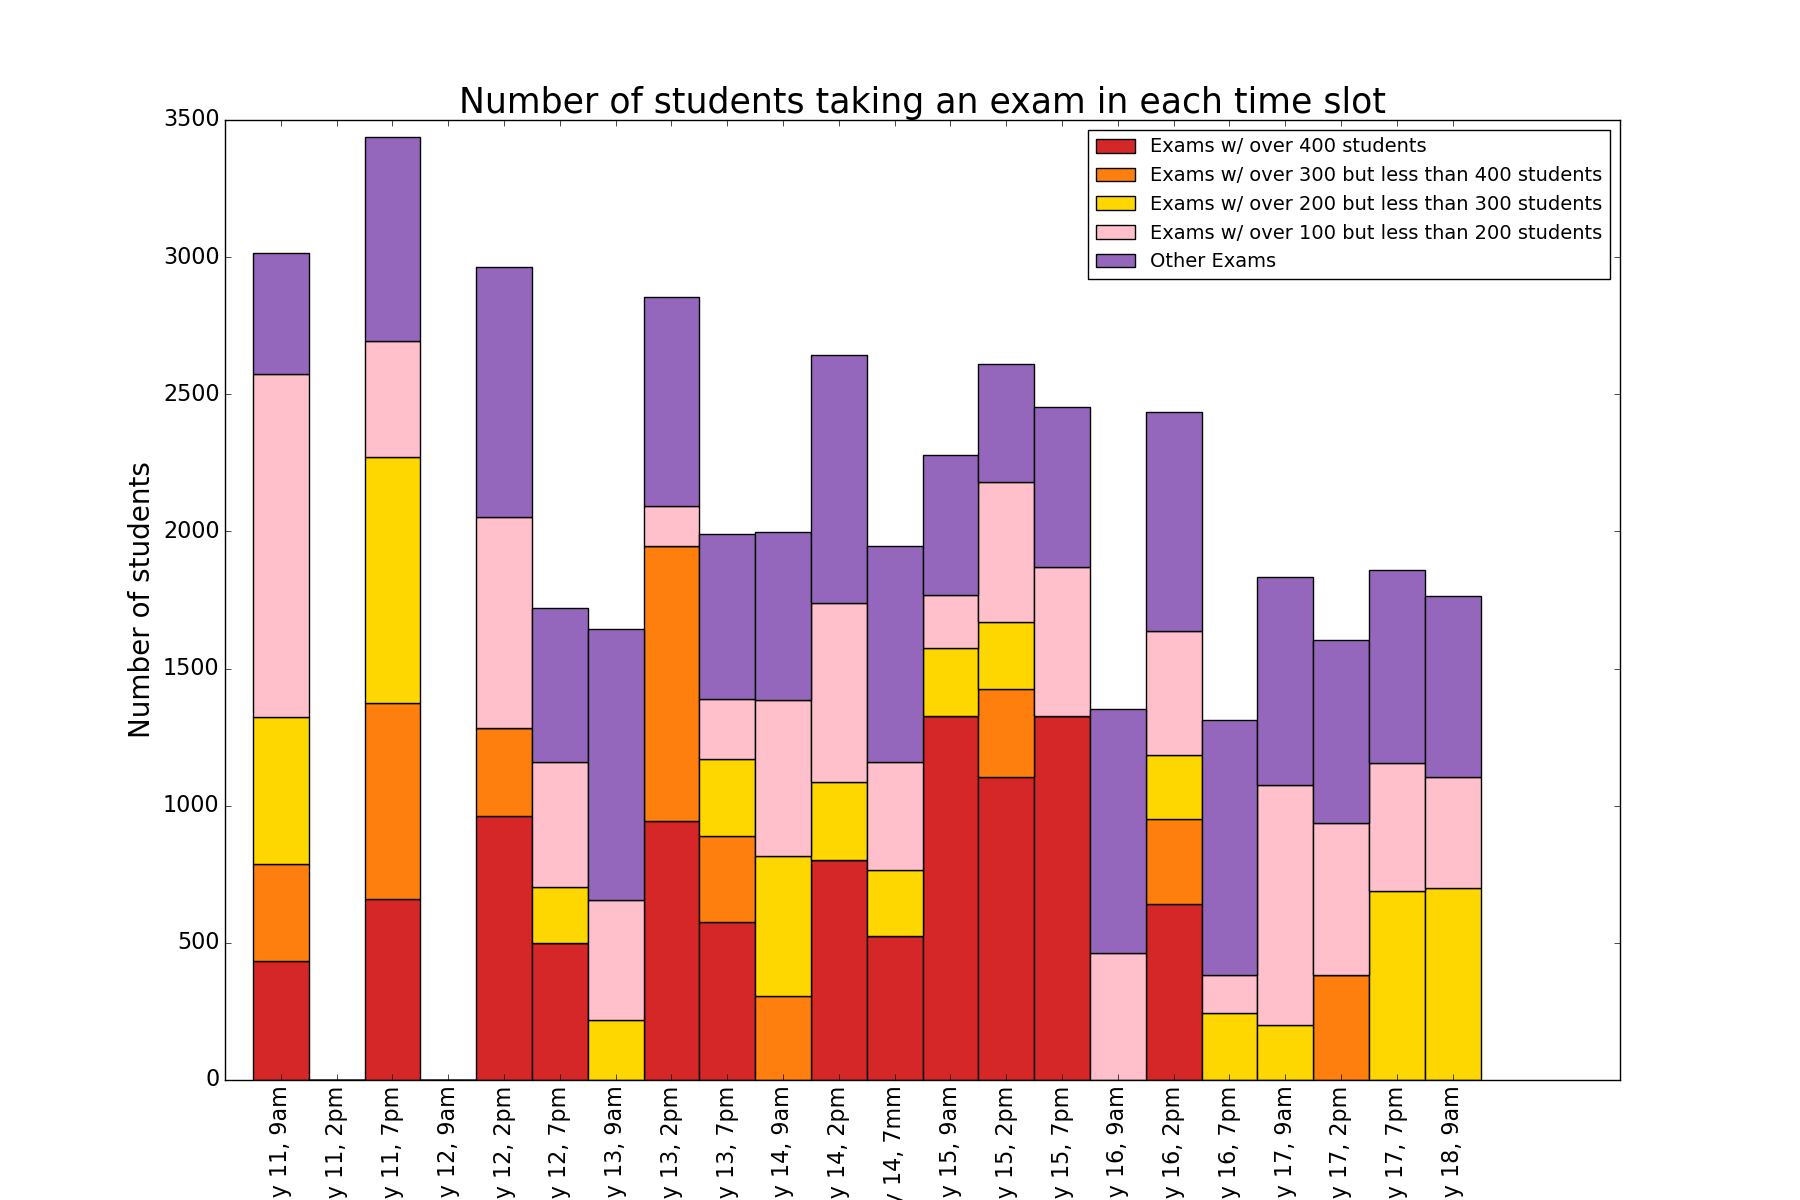 Number of students taking an exam in each time slot
Exams w/ over 400 students
Exams w/ over 300 but less than 400 students
Exams w/ over 200 but less than 300 students
Exams w/ over 100 but less than 200 students
Other Exams
Number of students
3500
3000
2500
2000
1500
1000
500
0
y 11, 9am
y 11, 2pm
y 11, 7pm
y 12, 9am
y 12, 2pm
y 12, 7pm
y 13, 9am
y 13, 2pm
y 13, 7pm
y 14, 9am
y 14, 2pm
y 14, 7mm
y 15, 9am
y 15, 2pm
y 15, 7pm
y 16, 9am
y 16, 2pm
y 16, 7pm
y 17, 9am
y 17, 2pm
y 17, 7pm
y 18, 9am